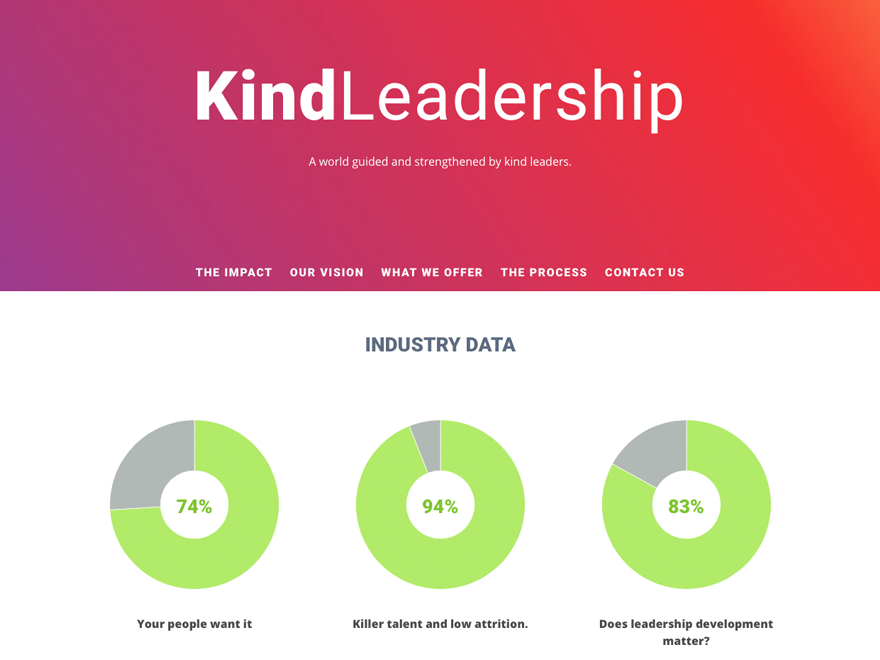 KindLeadership
A world guided and strengthened by kind leaders.
THE IMPACT OUR VISION WHAT WE OFFER THE PROCESS CONTACT US
INDUSTRY DATA
74% 94% 83%
Your people want it
Killer talent and low attrition.
Does leadership development
matter?